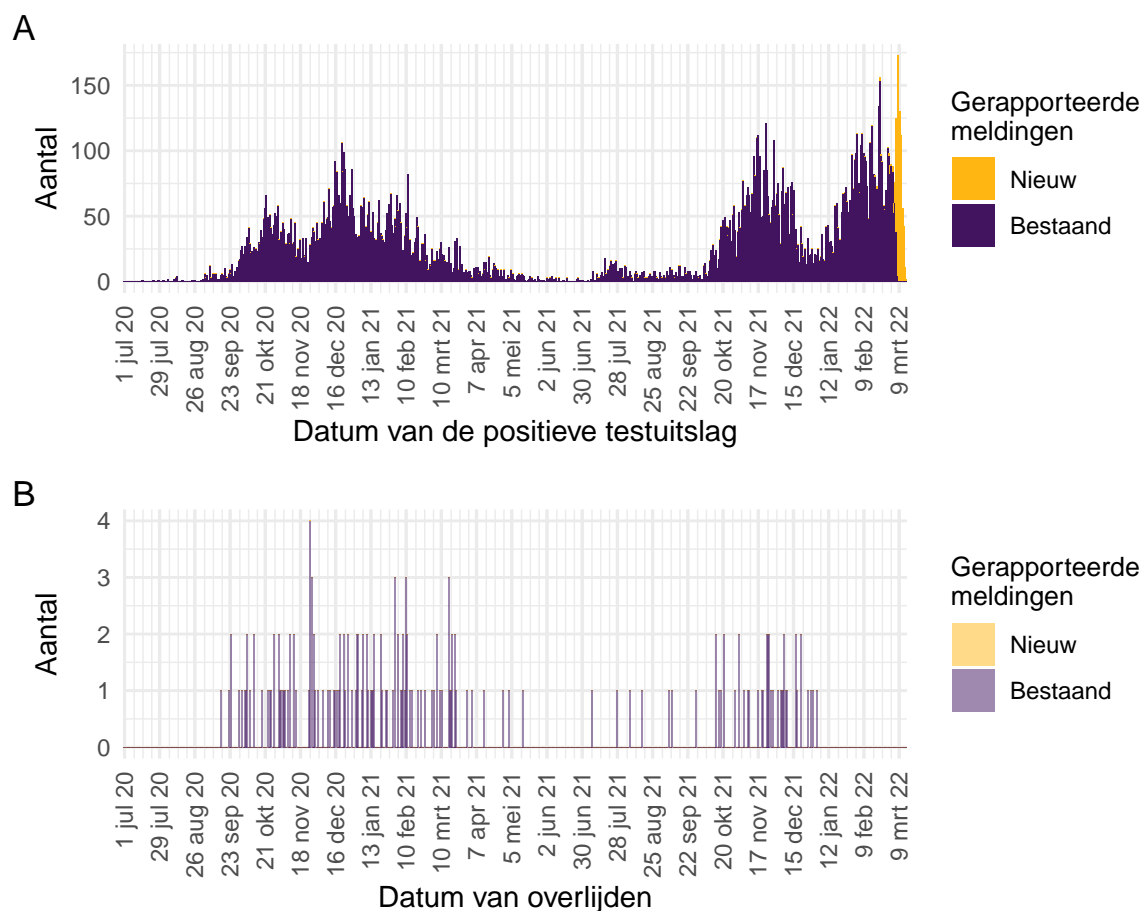 A
Aantal
150
100
50
0
1 jul 20
29 jul 20
26 aug 20
23 sep 20
21 okt 20
18 nov 20
16 dec 20
13 jan 21
10 feb 21
10 mrt 21
7 apr 21
5 mei 21
2 jun 21
30 jun 21
28 jul 21
25 aug 21
22 sep 21
20 okt 21
17 nov 21
15 dec 21
12 jan 22
9 feb 22
9 mrt 22
Datum van de positieve testuitslag
Gerapporteerde
meldingen
Nieuw
Bestaand
B
Aantal
4
3
2
1
0
1 jul 20
29 jul 20
26 aug 20
23 sep 20
21 okt 20
18 nov 20
16 dec 20
13 jan 21
10 feb 21
10 mrt 21
7 apr 21
5 mei 21
2 jun 21
30 jun 21
28 jul 21
25 aug 21
22 sep 21
20 okt 21
17 nov 21
15 dec 21
12 jan 22
9 feb 22
9 mrt 22
Datum van overlijden
Gerapporteerde
meldingen
Nieuw
Bestaand